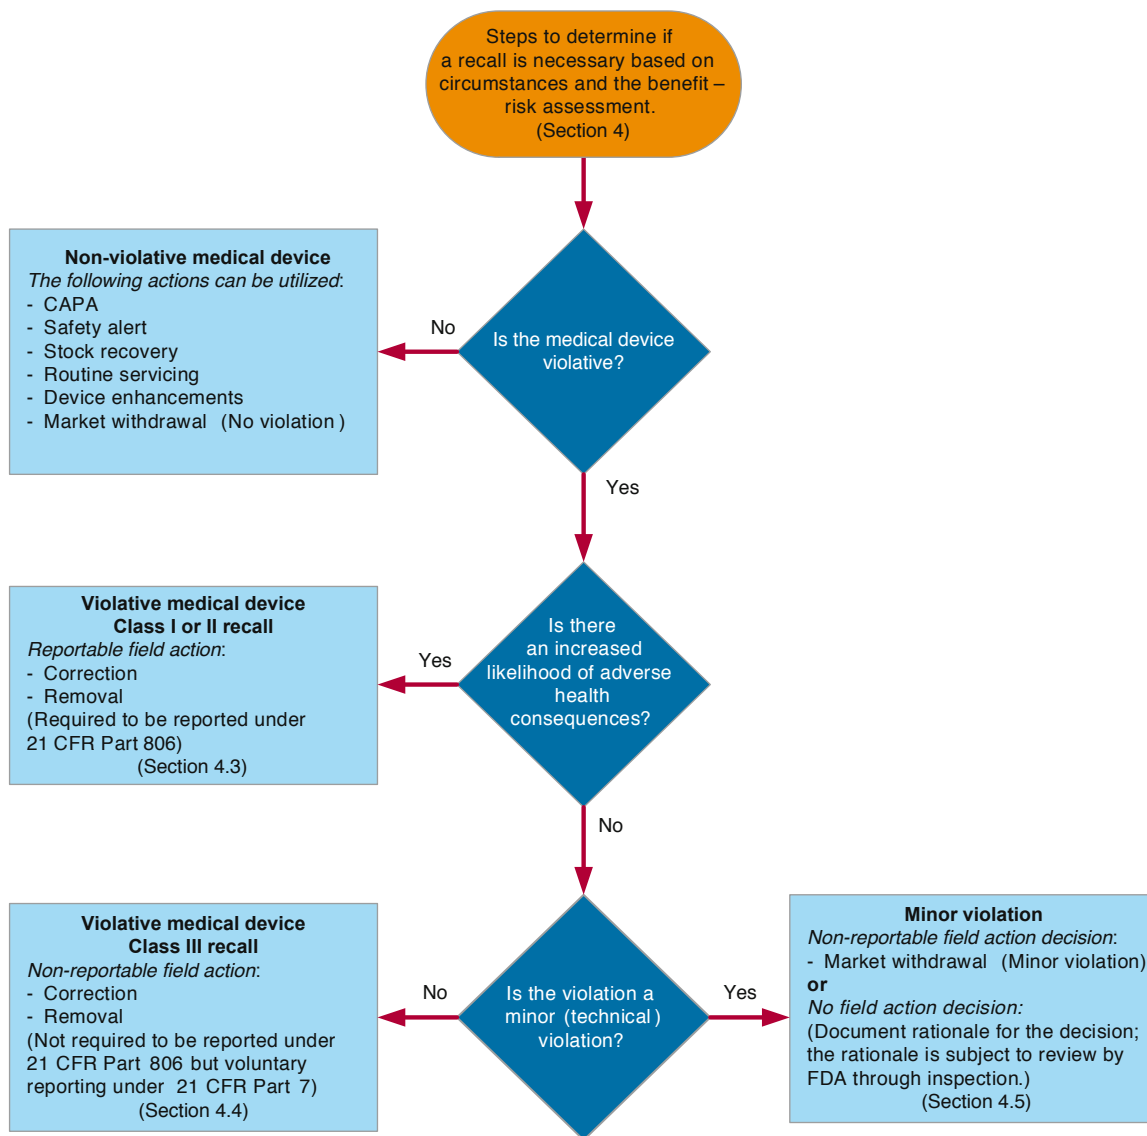 Steps to determine if
a recall is necessary based on
circumstances and the benefit –
risk assessment.
(Section 4)
Non-violative medical device
The following actions can be utilized:
- CAPA
- Safety alert
- Stock recovery
- Routine servicing
- Device enhancements
- Market withdrawal (No violation )
No
Is the medical device
violative?
Yes
Violative medical device
Class I or II recall
Reportable field action:
- Correction
- Removal
(Required to be reported under
21 CFR Part 806)
(Section 4.3)
Yes
Is there
an increased
likelihood of adverse
health
consequences?
No
Violative medical device
Class III recall
Non-reportable field action:
- Correction
- Removal
(Not required to be reported under
21 CFR Part 806 but voluntary
reporting under 21 CFR Part 7)
(Section 4.4)
No
Is the violation a
minor (technical )
violation?
Yes
Minor violation
Non-reportable field action decision:
- Market withdrawal (Minor violation)
or
No field action decision:
(Document rationale for the decision;
the rationale is subject to review by
FDA through inspection.)
(Section 4.5)